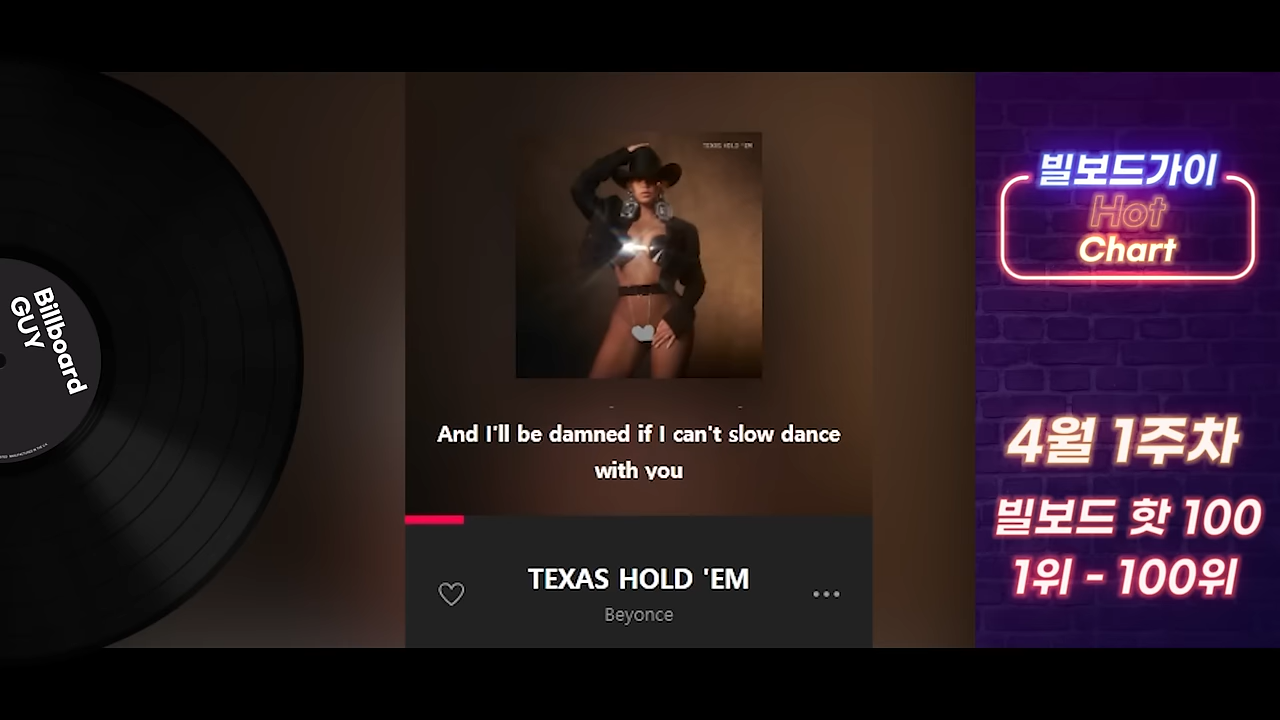 Billboard
GUY
TEXAS HOLD 'EM
And I'll be damned if I can't slow dance
with you
TEXAS HOLD 'EM
Beyonce
빌보드가이
Hot
Chart
4월 1주차
빌보드 핫 100
1위 - 100위